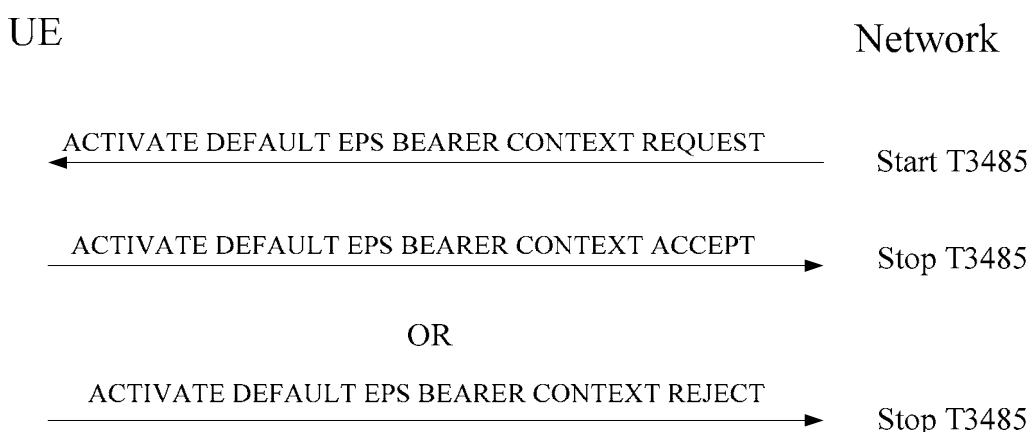 UE
Network
ACTIVATE DEFAULT EPS BEARER CONTEXT REQUEST
Start T3485
ACTIVATE DEFAULT EPS BEARER CONTEXT ACCEPT
Stop T3485
OR
ACTIVATE DEFAULT EPS BEARER CONTEXT REJECT
Stop T3485